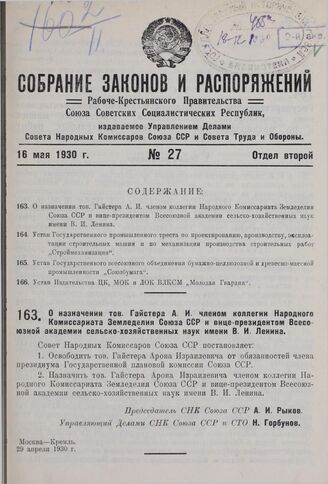 1602
11
18-12
БИБЛИОТЕКА
СОБРАНИЕ ЗАКОНОВ И РАСПОРЯЖЕНИЙ
Рабоче-Крестьянского Правительства
Союза Советских Социалистических Республик,
издаваемое Управлением Делами
Совета Народных Комиссаров Союза ССР и Совета Труда и Обороны.
16 мая 1930 г. № 27 Отдел второй
СОДЕРЖАНИЕ:
163. О назначении тов. Гайстера А. И. членом коллегии Народного Комиссариата Земледелия
Союза ССР и вице-президентом Всесоюзной академии сельско-хозяйственных наук
имени В. И. Ленина.
164. Устав Государственного промышленного треста по проектированию, производству, эксплоа-
тации строительных машин и по механизации производства строительных работ
"Строймеханизация".
165. Устав Государственного всесоюзного объединения бумажно-целлюлозной и древесно-массной
промышленности "Союзбумага".
166. Устав Издательства ЦК, МОК и ЛОК ВЛКСМ "Молодая Гвардия".
163. О назначении тов. Гайстера А. И. членом коллегии Народного
Комиссариата Земледелия Союза ССР и вице-президентом Всесо-
юзной академии сельско-хозяйственных наук имени В. И. Ленина.
Совет Народных Комиссаров Союза ССР постановляет:
1. Освободить тов. Гайстера Арона Израилевича от обязанностей члена
президиума Государственной плановой комиссии Союза ССР.
2. Назначить тов. Гайстера Арона Израилевича членом коллегии На-
родного Комиссариата Земледелия Союза ССР и вице-президентом Всесоюз-
ной академии сельско-хозяйственных наук имени В. И. Ленина.
Председатель СНК Союза ССР А. И. Рыков.
Управляющий Делами СНК Союза ССР и СТО Н. Горбунов.
Москва—Кремль.
29 апреля 1930 г.